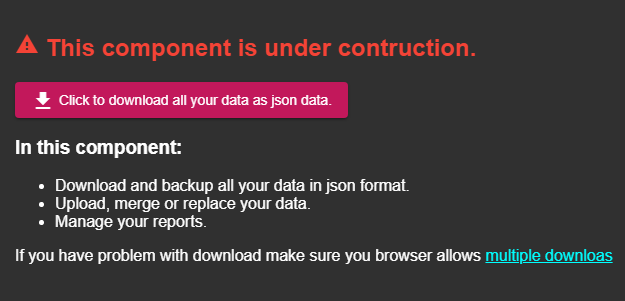 This component is under contruction.
Click to download all your data as json data.
In this component:
Download and backup all your data in json format.
Upload, merge or replace your data.
Manage your reports.
If you have problem with download make sure you browser allows multiple downloas